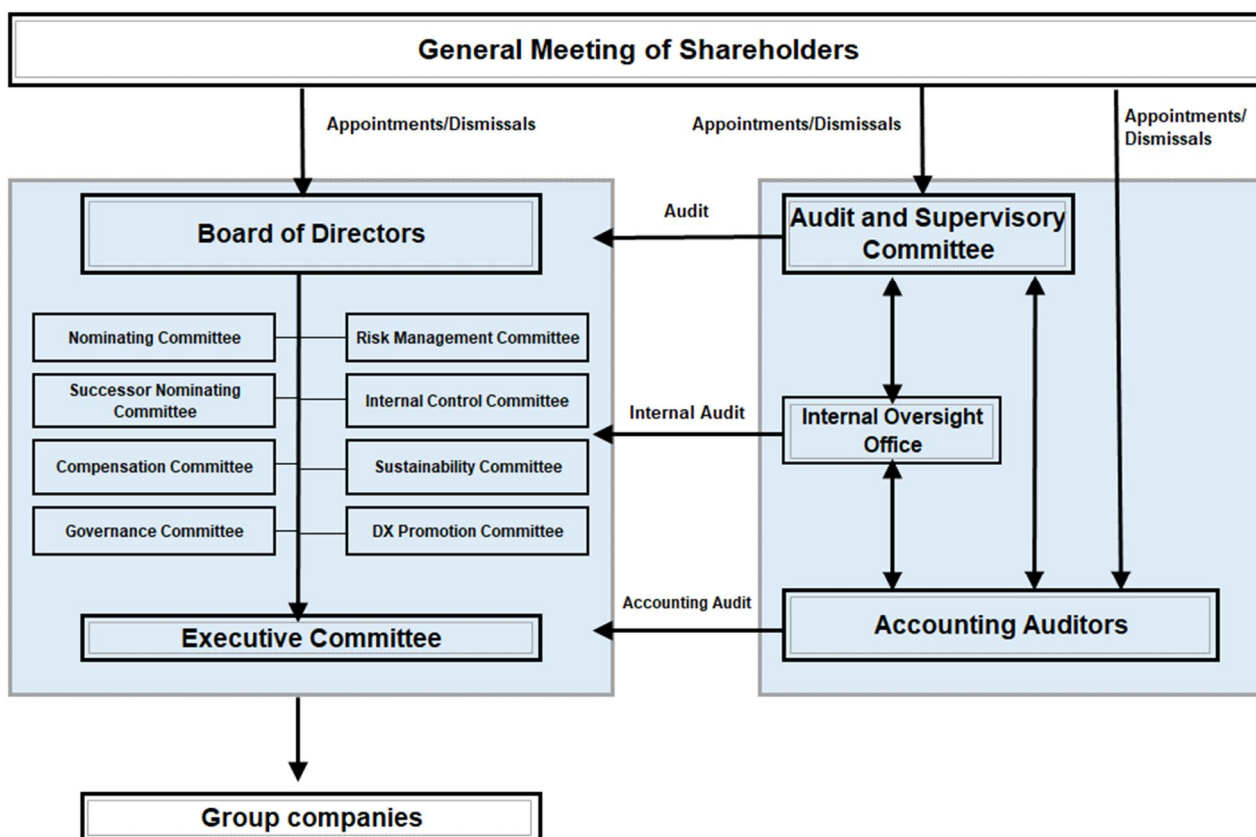 General Meeting of Shareholders
Appointments/Dismissals
Appointments/Dismissals
Appointments/
Dismissals
Board of Directors
Audit
Audit and Supervisory
Committee
Nominating Committee
Risk Management Committee
Successor Nominating
Committee
Internal Control Committee
Internal Audit
Internal Oversight
Office
Compensation Committee
Sustainability Committee
Governance Committee
DX Promotion Committee
Accounting Audit
Executive Committee
Accounting Auditors
Group companies